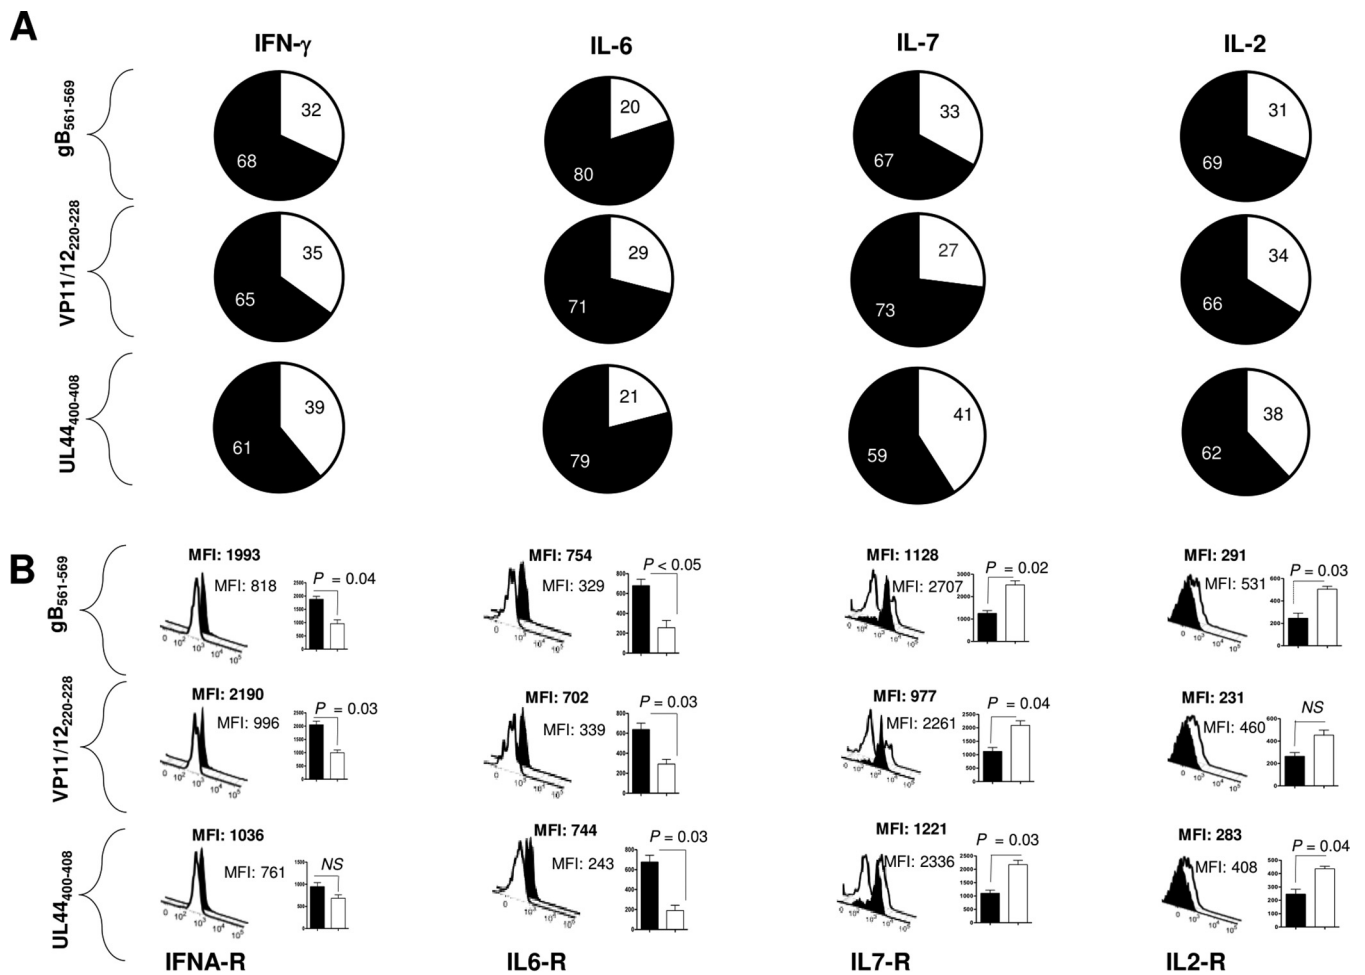 A
IFN-γ
IL-6
IL-7
IL-2
gB561-569
32
68
20
80
33
67
31
69
VP11/12220-228
35
65
29
71
27
73
34
66
UL44400-408
39
61
21
79
41
59
38
62
B
gB561-569
MFI: 1993
MFI: 818
P = 0.04
MFI: 754
MFI: 329
P < 0.05
MFI: 1128
MFI: 2707
P = 0.02
MFI: 291
MFI: 531
P = 0.03
VP11/12220-228
MFI: 2190
MFI: 996
P = 0.03
MFI: 702
MFI: 339
P = 0.03
MFI: 977
MFI: 2261
P = 0.04
MFI: 231
MFI: 460
NS
UL44400-408
MFI: 1036
MFI: 761
NS
MFI: 744
MFI: 243
P = 0.03
MFI: 1221
MFI: 2336
P = 0.03
MFI: 283
MFI: 408
P = 0.04
IFNA-R
IL6-R
IL7-R
IL2-R